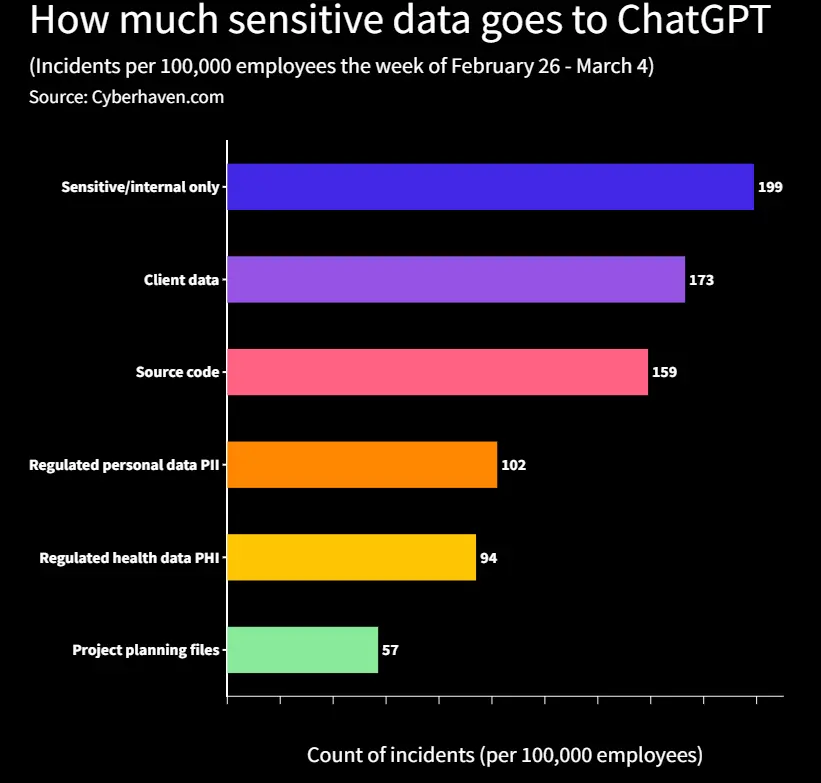 How much sensitive data goes to ChatGPT
(Incidents per 100,000 employees the week of February 26 - March 4)
Source: Cyberhaven.com
Sensitive/internal only 199
Client data 173
Source code 159
Regulated personal data PII 102
Regulated health data PHI 94
Project planning files 57
Count of incidents (per 100,000 employees)